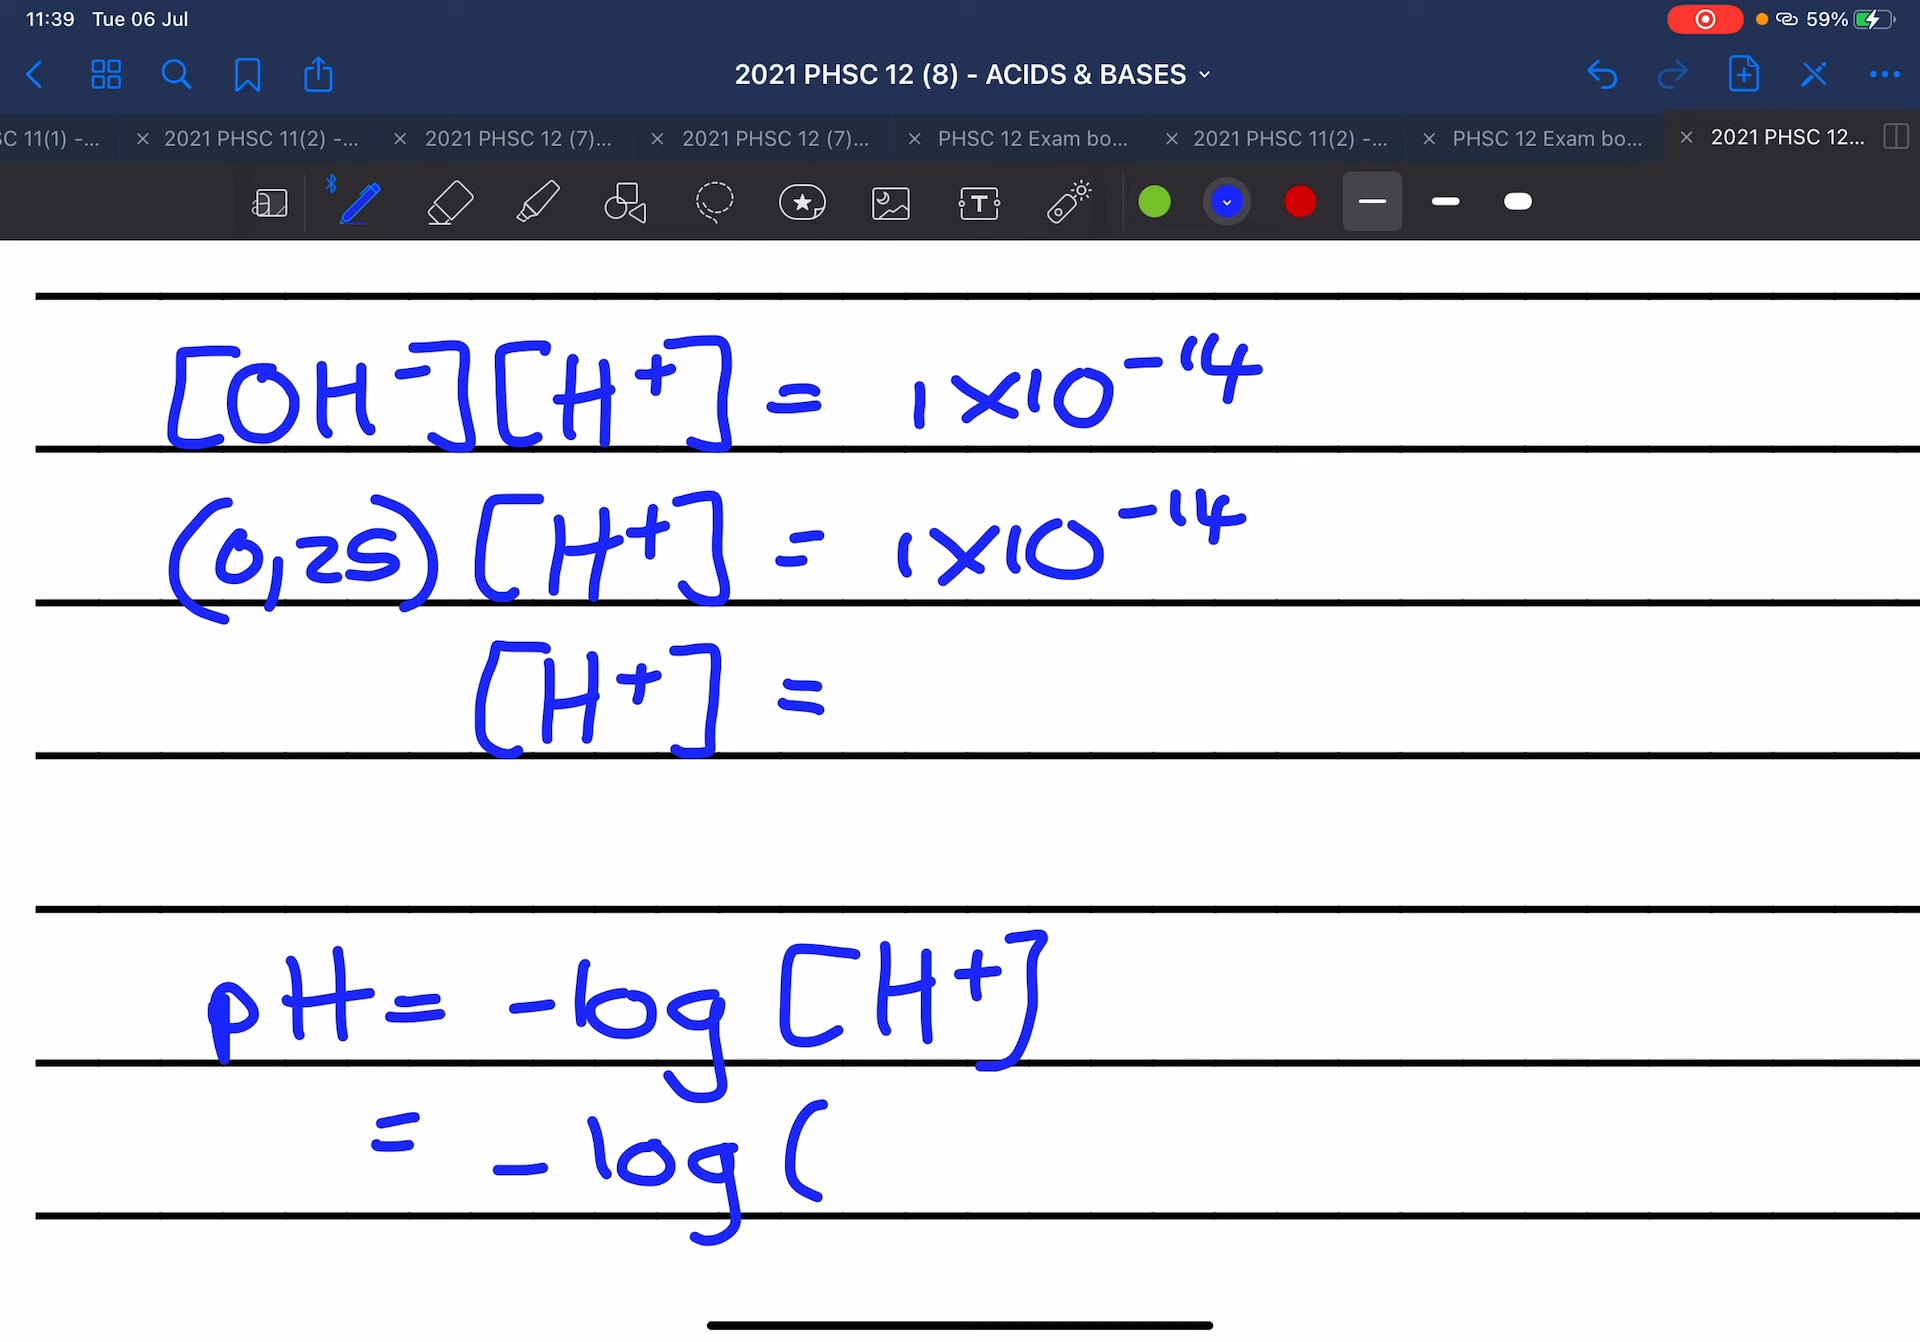 11:39 Tue 06 Jul 59%
2021 PHSC 12 (8) - ACIDS & BASES
SC 11(1) -... × 2021 PHSC 11(2) -... × 2021 PHSC 12 (7)... × 2021 PHSC 12 (7)... × PHSC 12 Exam bo... × 2021 PHSC 11(2) -... × PHSC 12 Exam bo... × 2021 PHSC 12...
T
[OH⁻][H⁺] = 1×10⁻¹⁴
(0,25) [H⁺] = 1×10⁻¹⁴
[H⁺] =
pH = -log [H⁺]
= -log (